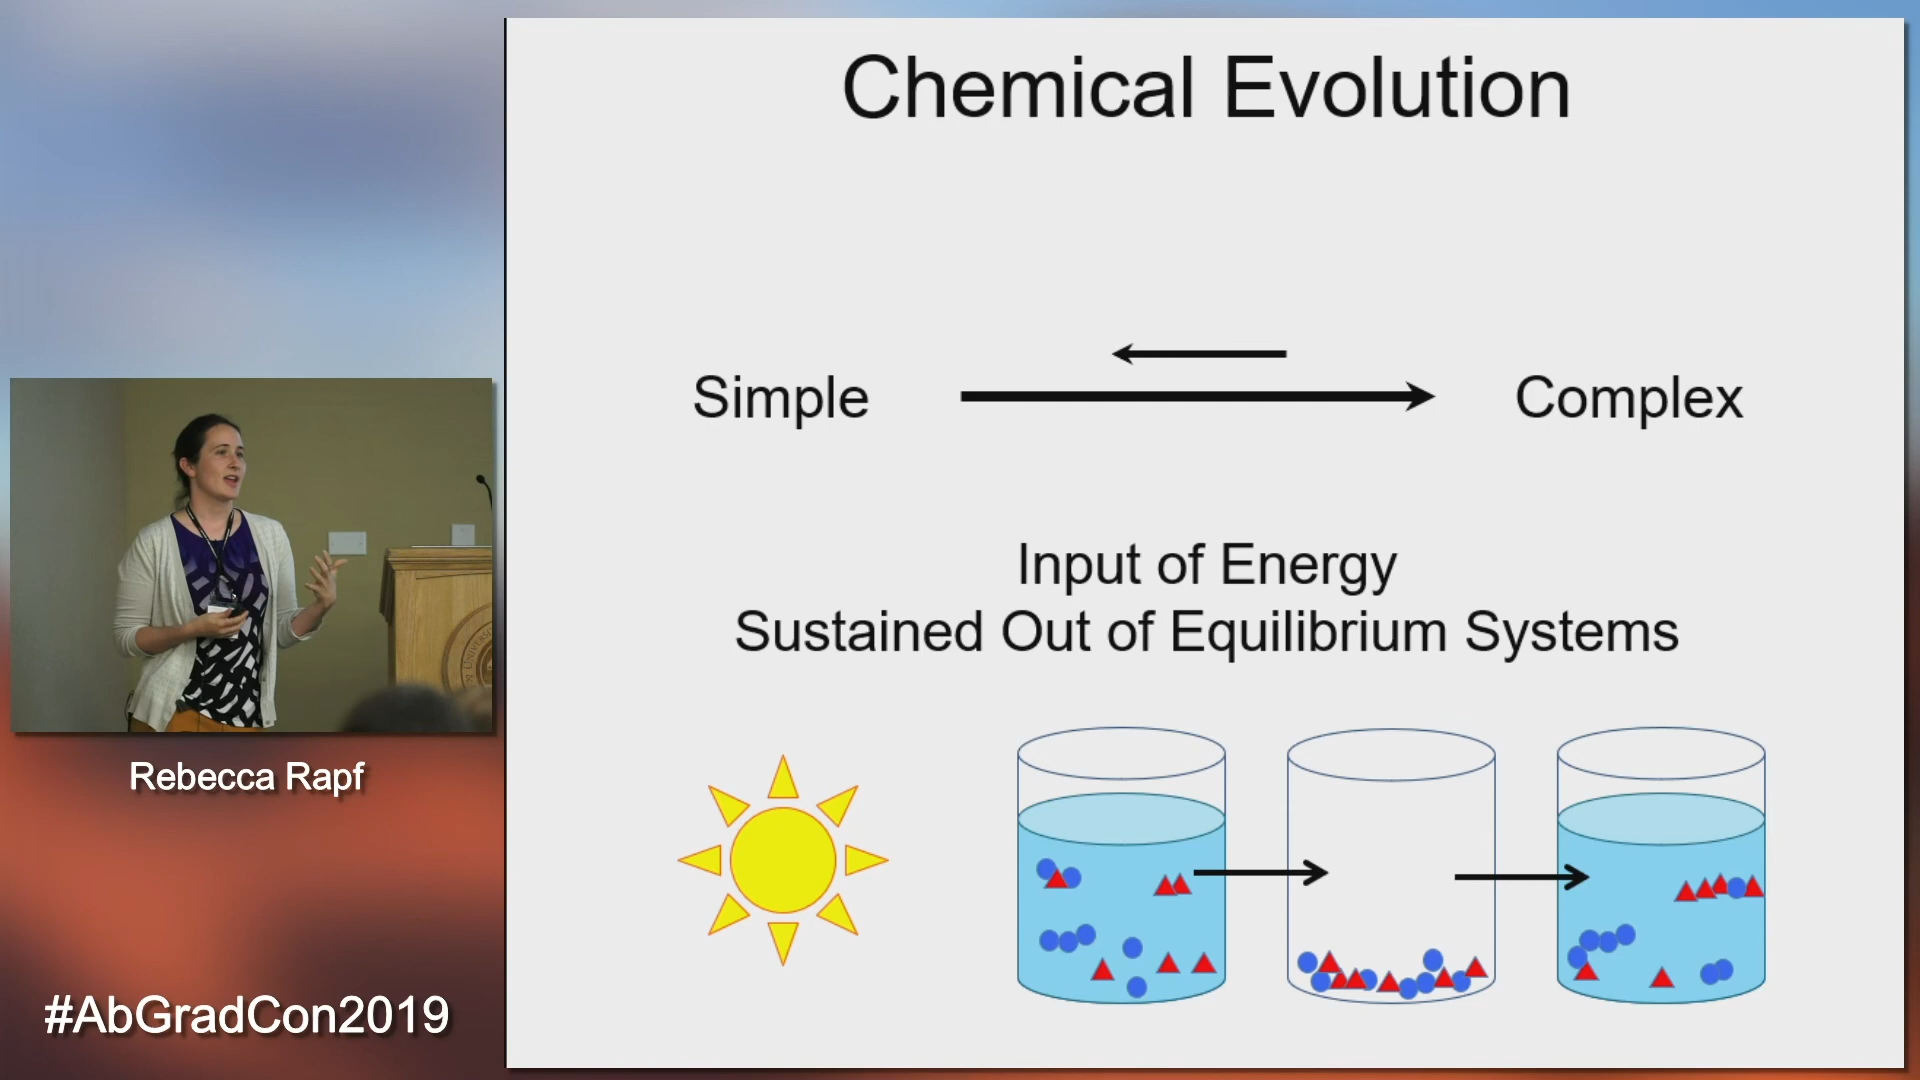 Chemical Evolution
Simple
Complex
Input of Energy
Sustained Out of Equilibrium Systems
Rebecca Rapf
#AbGradCon2019